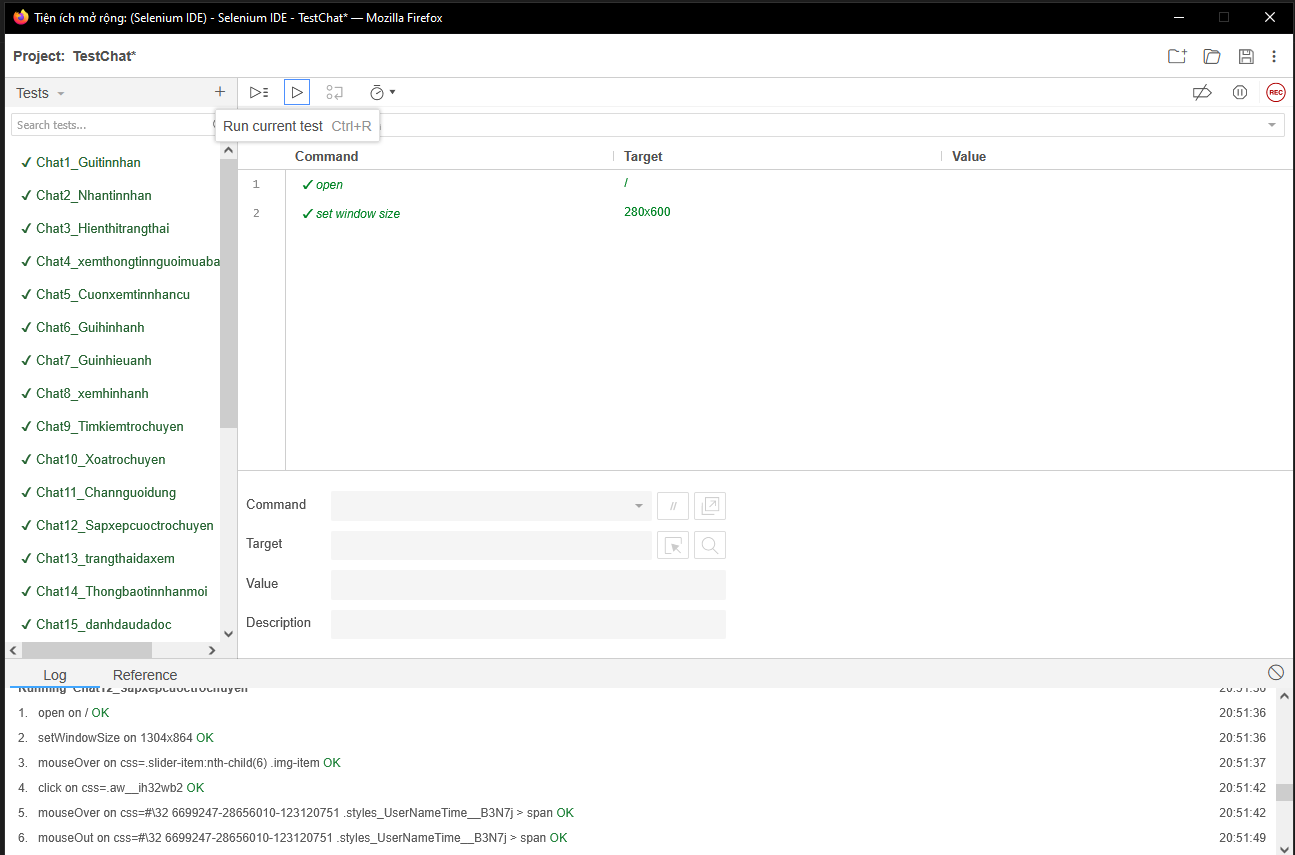 Tiện ích mở rộng: (Selenium IDE) - Selenium IDE - TestChat* — Mozilla Firefox
Project: TestChat*
Tests
REC
Search tests...
Run current test Ctrl+R
Command Target Value
1 ✓ open /
2 ✓ set window size 280x600
✓ Chat1_Guitinnhan
✓ Chat2_Nhantinnhan
✓ Chat3_Hienthitrangthai
✓ Chat4_xemthongtinnguoimuaba
✓ Chat5_Cuonxemtinnhancu
✓ Chat6_Guihinhanh
✓ Chat7_Guinhieuanh
✓ Chat8_xemhinhanh
✓ Chat9_Timkiemtrochuyen
✓ Chat10_Xoatrochuyen
✓ Chat11_Channguoidung
✓ Chat12_Sapxepcuoctrochuyen
✓ Chat13_trangthaidaxem
✓ Chat14_Thongbaotinnhanmoi
✓ Chat15_danhdaudadoc
Command //
Target
Value
Description
Log Reference
Running 'Chat12_Sapxepcuoctrochuyen' 20:51:36
1. open on / OK 20:51:36
2. setWindowSize on 1304x864 OK 20:51:36
3. mouseOver on css=.slider-item:nth-child(6) .img-item OK 20:51:37
4. click on css=.aw__ih32wb2 OK 20:51:42
5. mouseOver on css=#\32 6699247-28656010-123120751 .styles_UserNameTime__B3N7j > span OK 20:51:42
6. mouseOut on css=#\32 6699247-28656010-123120751 .styles_UserNameTime__B3N7j > span OK 20:51:49